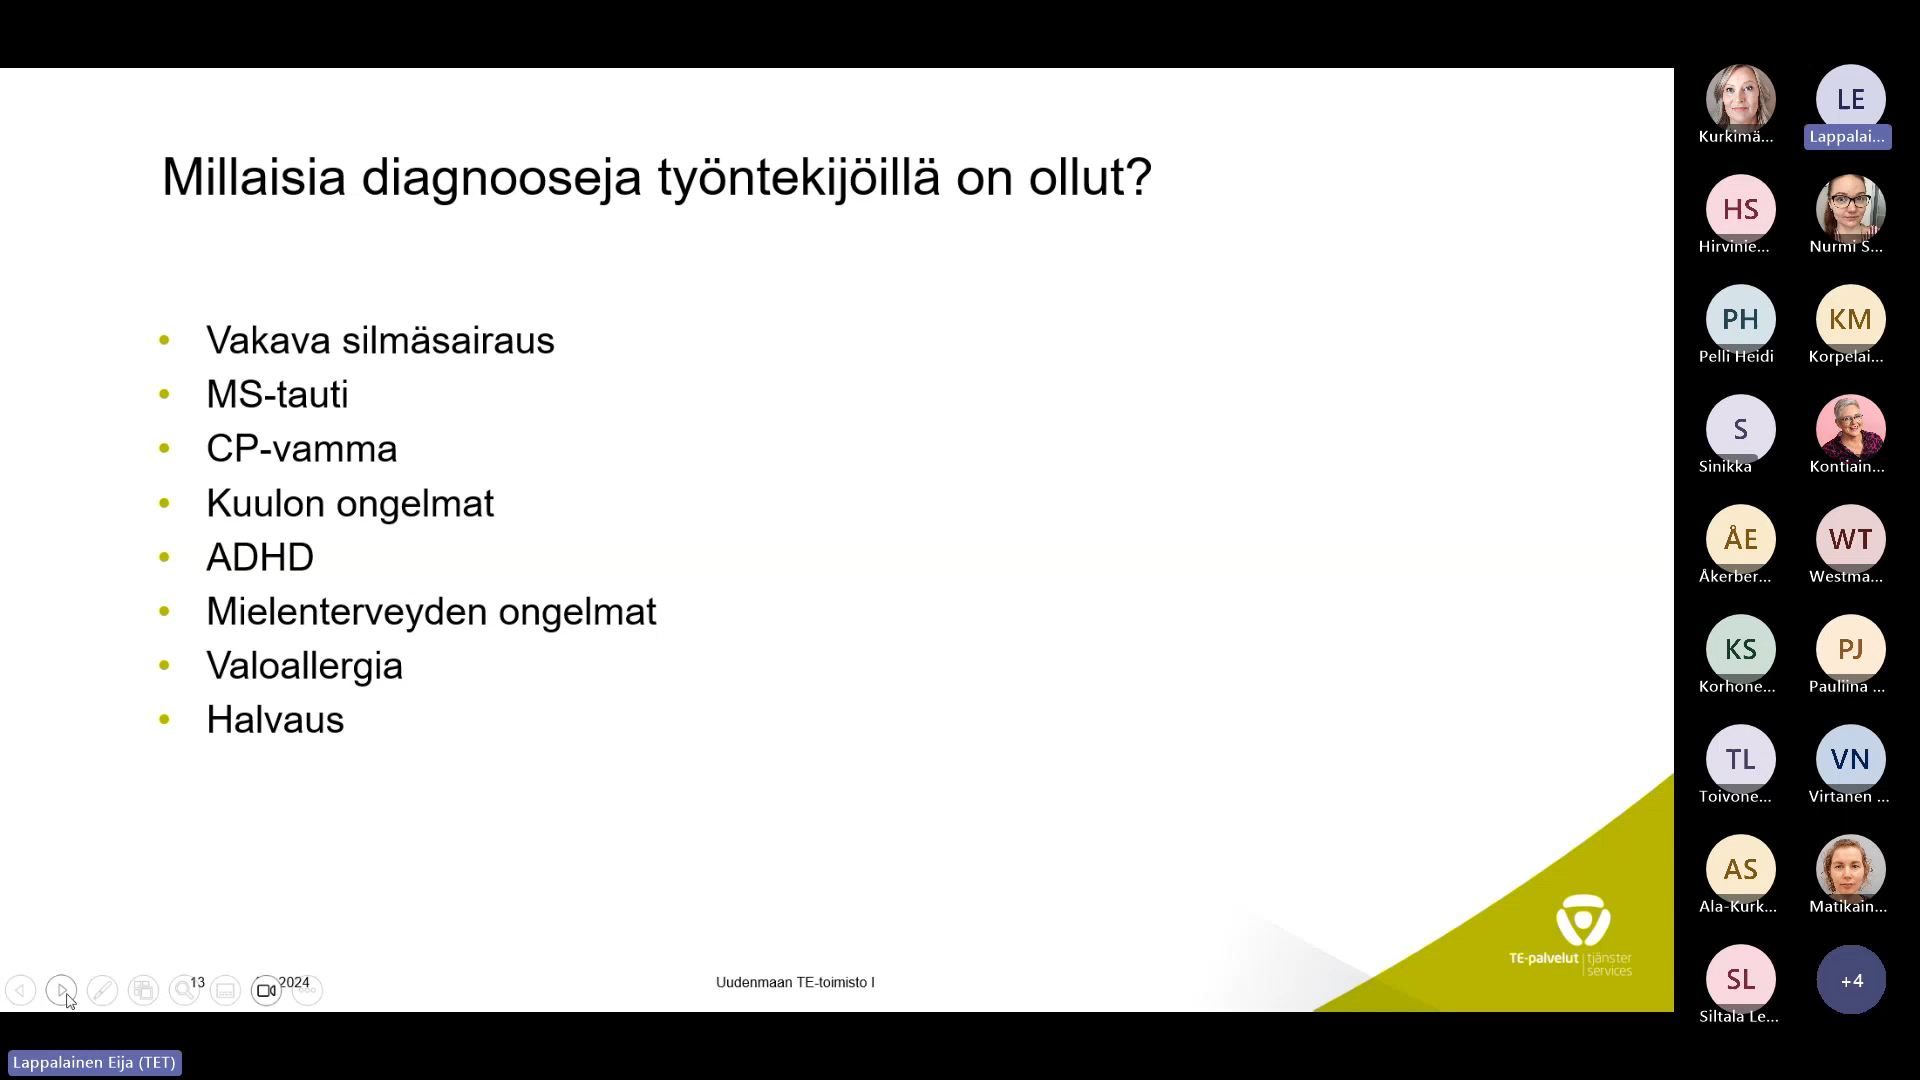 Millaisia diagnooseja työntekijöillä on ollut?
• Vakava silmäsairaus
• MS-tauti
• CP-vamma
• Kuulon ongelmat
• ADHD
• Mielenterveyden ongelmat
• Valoallergia
• Halvaus
13
2024
Uudenmaan TE-toimisto I
TE-palvelut tjänster
services
Lappalainen Eija (TET)
Kurkimä...
LE
Lappalai...
HS
Hirvinie...
Nurmi S...
PH
Pelli Heidi
KM
Korpelai...
S
Sinikka
Kontiain...
ÅE
Åkerber...
WT
Westma...
KS
Korhone...
PJ
Pauliina ...
TL
Toivone...
VN
Virtanen ...
AS
Ala-Kurk...
Matikain...
SL
Siltala Le...
+4